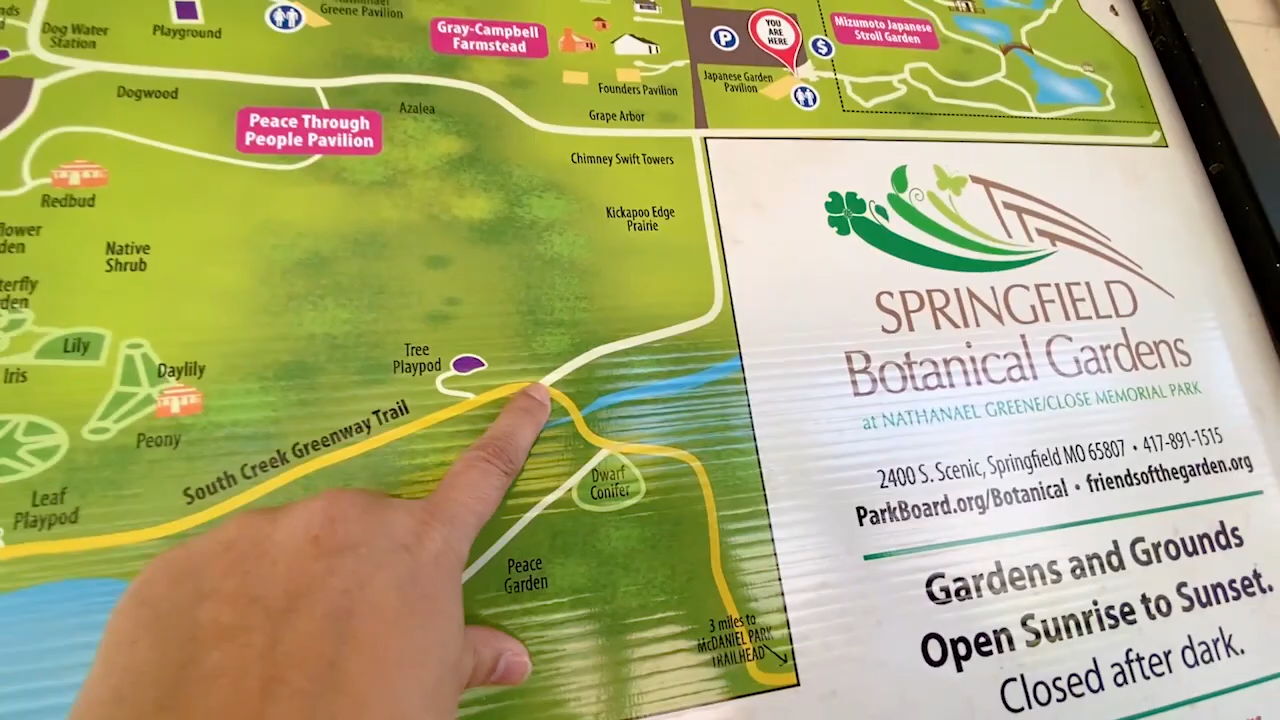 Dog Water
Station
Playground
Greene Pavilion
Gray-Campbell
Farmstead
Founders Pavilion
P
YOU
ARE
HERE
$
Mizumoto Japanese
Stroll Garden
Japanese Garden
Pavilion
Dogwood
Azalea
Grape Arbor
Peace Through
People Pavilion
Chimney Swift Towers
Redbud
Kickapoo Edge
Prairie
Native
Shrub
Lily
Iris
Daylily
Peony
Tree
Playpod
South Creek Greenway Trail
Leaf
Playpod
Dwarf
Conifer
Peace
Garden
3 miles to
McDANIEL PARK
TRAILHEAD
SPRINGFIELD
Botanical Gardens
at NATHANAEL GREENE/CLOSE MEMORIAL PARK
2400 S. Scenic, Springfield MO 65807 • 417-891-1515
ParkBoard.org/Botanical • friendsofthegarden.org
Gardens and Grounds
Open Sunrise to Sunset.
Closed after dark.